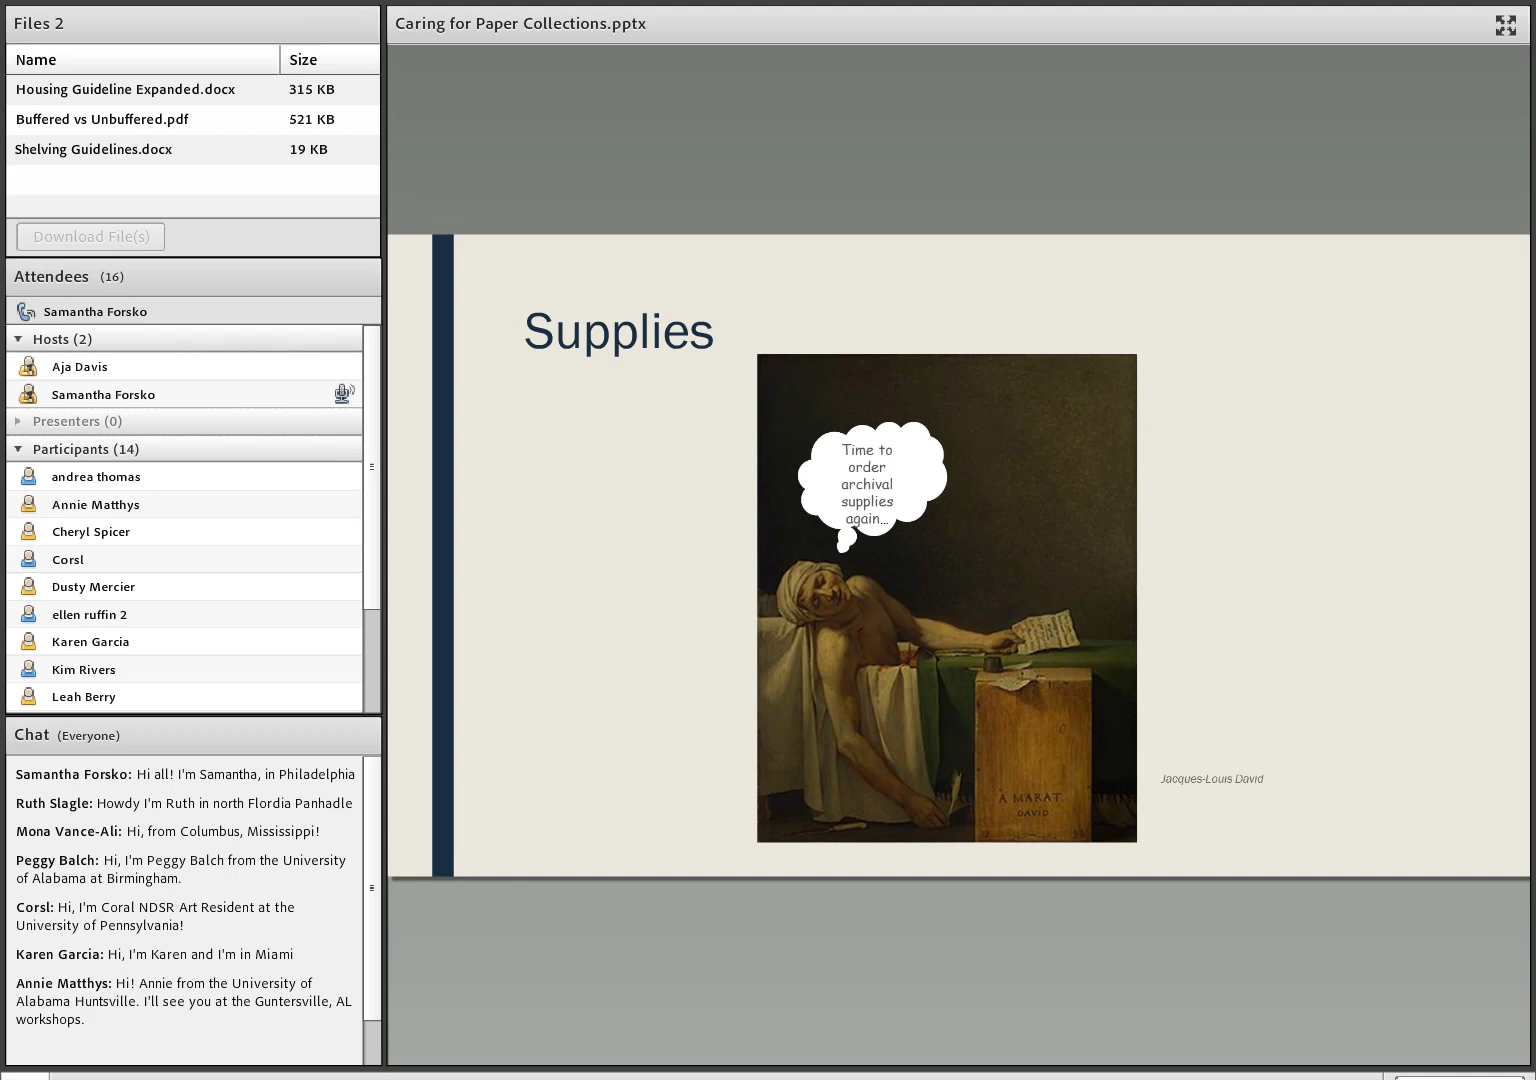 Files 2
Name
Size
Housing Guideline Expanded.docx
315 KB
Buffered vs Unbuffered.pdf
521 KB
Shelving Guidelines.docx
19 KB
Download File(s)
Attendees (16)
Samantha Forsko
Hosts (2)
Aja Davis
Samantha Forsko
Presenters (0)
Participants (14)
andrea thomas
Annie Matthys
Cheryl Spicer
Corsl
Dusty Mercier
ellen ruffin 2
Karen Garcia
Kim Rivers
Leah Berry
Chat (Everyone)
Samantha Forsko: Hi all! I'm Samantha, in Philadelphia
Ruth Slagle: Howdy I'm Ruth in north Flordia Panhadle
Mona Vance-Ali: Hi, from Columbus, Mississippi!
Peggy Balch: Hi, I'm Peggy Balch from the University
of Alabama at Birmingham.
Corsl: Hi, I'm Coral NDSR Art Resident at the
University of Pennsylvania!
Karen Garcia: Hi, I'm Karen and I'm in Miami
Annie Matthys: Hi! Annie from the University of
Alabama Huntsville. I'll see you at the Guntersville, AL
workshops.
Caring for Paper Collections.pptx
Supplies
Time to
order
archival
supplies
again...
À MARAT.
DAVID
Jacques-Louis David